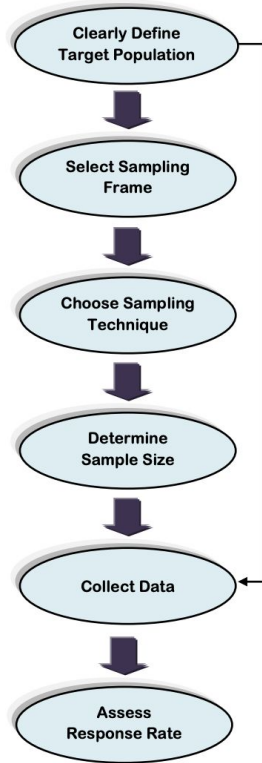 Clearly Define
Target Population
Select Sampling
Frame
Choose Sampling
Technique
Determine
Sample Size
Collect Data
Assess
Response Rate